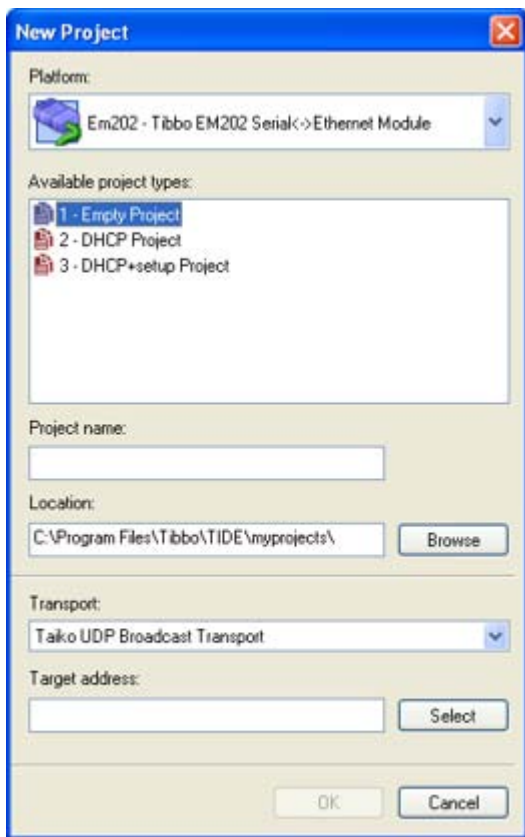 New Project
Platform:
Em202 - Tibbo EM202 Serial<->Ethernet Module
Available project types:
1 - Empty Project
2 - DHCP Project
3 - DHCP+setup Project
Project name:
Location:
C:\Program Files\Tibbo\TIDE\myprojects\
Browse
Transport:
Taiko UDP Broadcast Transport
Target address:
Select
OK
Cancel